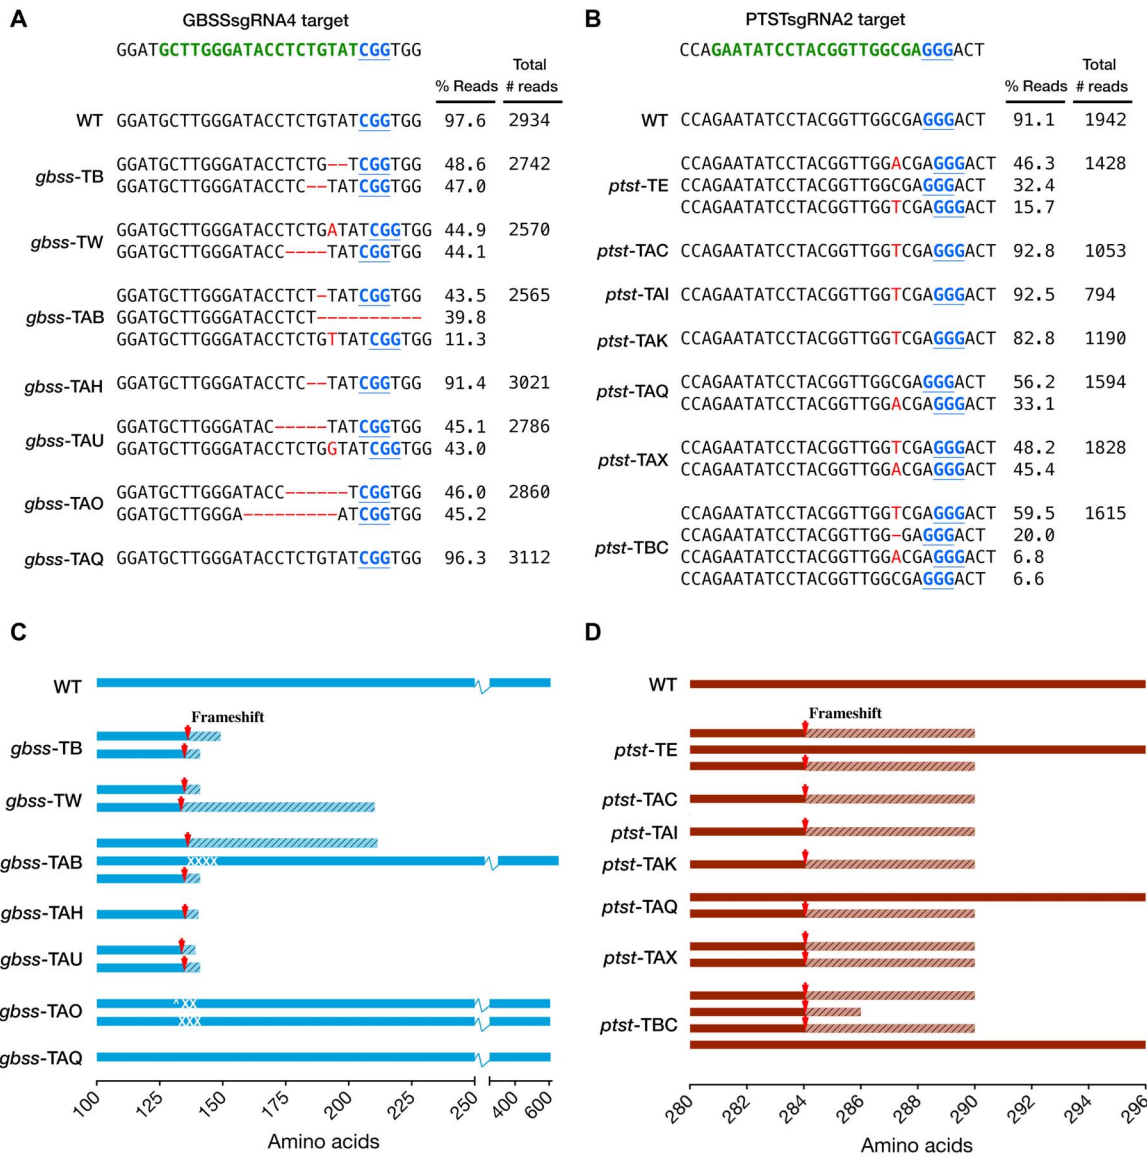 A
GBSSsgRNA4 target
GGATGCTTGGGATACCTCTGTATCGGTGG
% Reads
Total # reads
WT GGATGCTTGGGATACCTCTGTATCGGTGG 97.6 2934
gbss-TB
GGATGCTTGGGATACCTCTG--TCGGTGG 48.6 2742
GGATGCTTGGGATACCTC--TATCGGTGG 47.0
gbss-TW
GGATGCTTGGGATACCTCTGATATCGGTGG 44.9 2570
GGATGCTTGGGATACC----TATCGGTGG 44.1
gbss-TAB
GGATGCTTGGGATACCTCT-TATCGGTGG 43.5 2565
GGATGCTTGGGATACCTCT---------- 39.8
GGATGCTTGGGATACCTCTGTTATCGGTGG 11.3
gbss-TAH GGATGCTTGGGATACCTC--TATCGGTGG 91.4 3021
gbss-TAU
GGATGCTTGGGATAC-----TATCGGTGG 45.1 2786
GGATGCTTGGGATACCTCTGGTATCGGTGG 43.0
gbss-TAO
GGATGCTTGGGATACC------TCGGTGG 46.0 2860
GGATGCTTGGGA---------ATCGGTGG 45.2
gbss-TAQ GGATGCTTGGGATACCTCTGTATCGGTGG 96.3 3112
B
PTSTsgRNA2 target
CCAGAATATCCTACGGTTGGCGAGGGACT
% Reads
Total # reads
WT CCAGAATATCCTACGGTTGGCGAGGGACT 91.1 1942
ptst-TE
CCAGAATATCCTACGGTTGGACGAGGGACT 46.3 1428
CCAGAATATCCTACGGTTGGCGAGGGACT 32.4
CCAGAATATCCTACGGTTGGTCGAGGGACT 15.7
ptst-TAC CCAGAATATCCTACGGTTGGTCGAGGGACT 92.8 1053
ptst-TAI CCAGAATATCCTACGGTTGGTCGAGGGACT 92.5 794
ptst-TAK CCAGAATATCCTACGGTTGGTCGAGGGACT 82.8 1190
ptst-TAQ
CCAGAATATCCTACGGTTGGCGAGGGACT 56.2 1594
CCAGAATATCCTACGGTTGGACGAGGGACT 33.1
ptst-TAX
CCAGAATATCCTACGGTTGGTCGAGGGACT 48.2 1828
CCAGAATATCCTACGGTTGGACGAGGGACT 45.4
ptst-TBC
CCAGAATATCCTACGGTTGGTCGAGGGACT 59.5 1615
CCAGAATATCCTACGGTTGG-GAGGGACT 20.0
CCAGAATATCCTACGGTTGGACGAGGGACT 6.8
CCAGAATATCCTACGGTTGGCGAGGGACT 6.6
C
WT
Frameshift
gbss-TB
gbss-TW
gbss-TAB
XXXX
gbss-TAH
gbss-TAU
gbss-TAO
^ XX
XXX
gbss-TAQ
100 125 150 175 200 225 250 400 600
Amino acids
D
WT
Frameshift
ptst-TE
ptst-TAC
ptst-TAI
ptst-TAK
ptst-TAQ
ptst-TAX
ptst-TBC
280 282 284 286 288 290 292 294 296
Amino acids